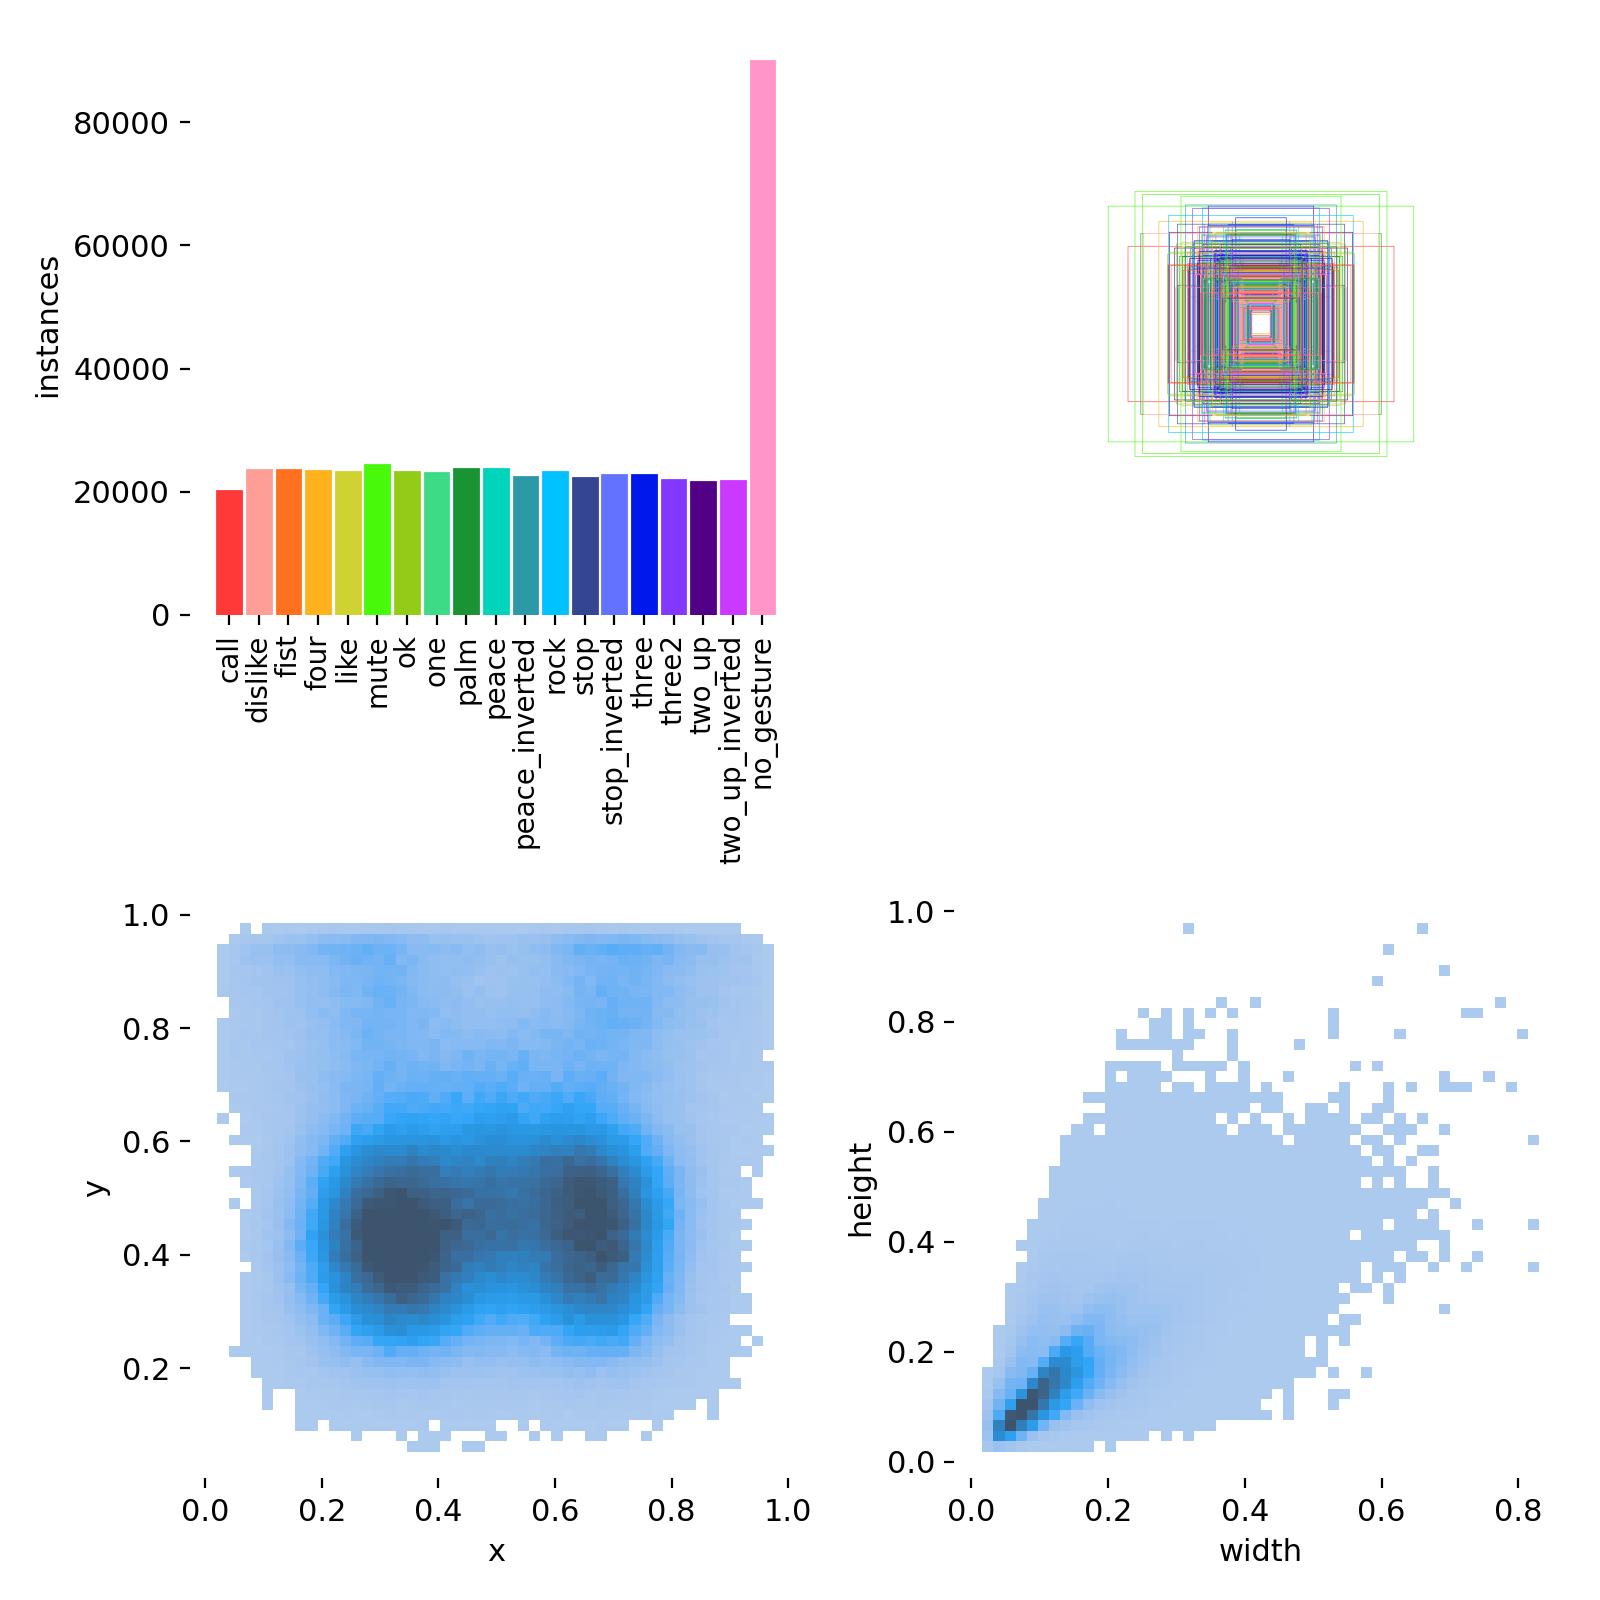 80000
60000
40000
20000
0
instances
call
dislike
fist
four
like
mute
ok
one
palm
peace
peace_inverted
rock
stop
stop_inverted
three
three2
two_up
two_up_inverted
no_gesture
1.0
0.8
0.6
0.4
0.2
y
0.0 0.2 0.4 0.6 0.8 1.0
x
1.0
0.8
0.6
0.4
0.2
0.0
height
0.0 0.2 0.4 0.6 0.8
width